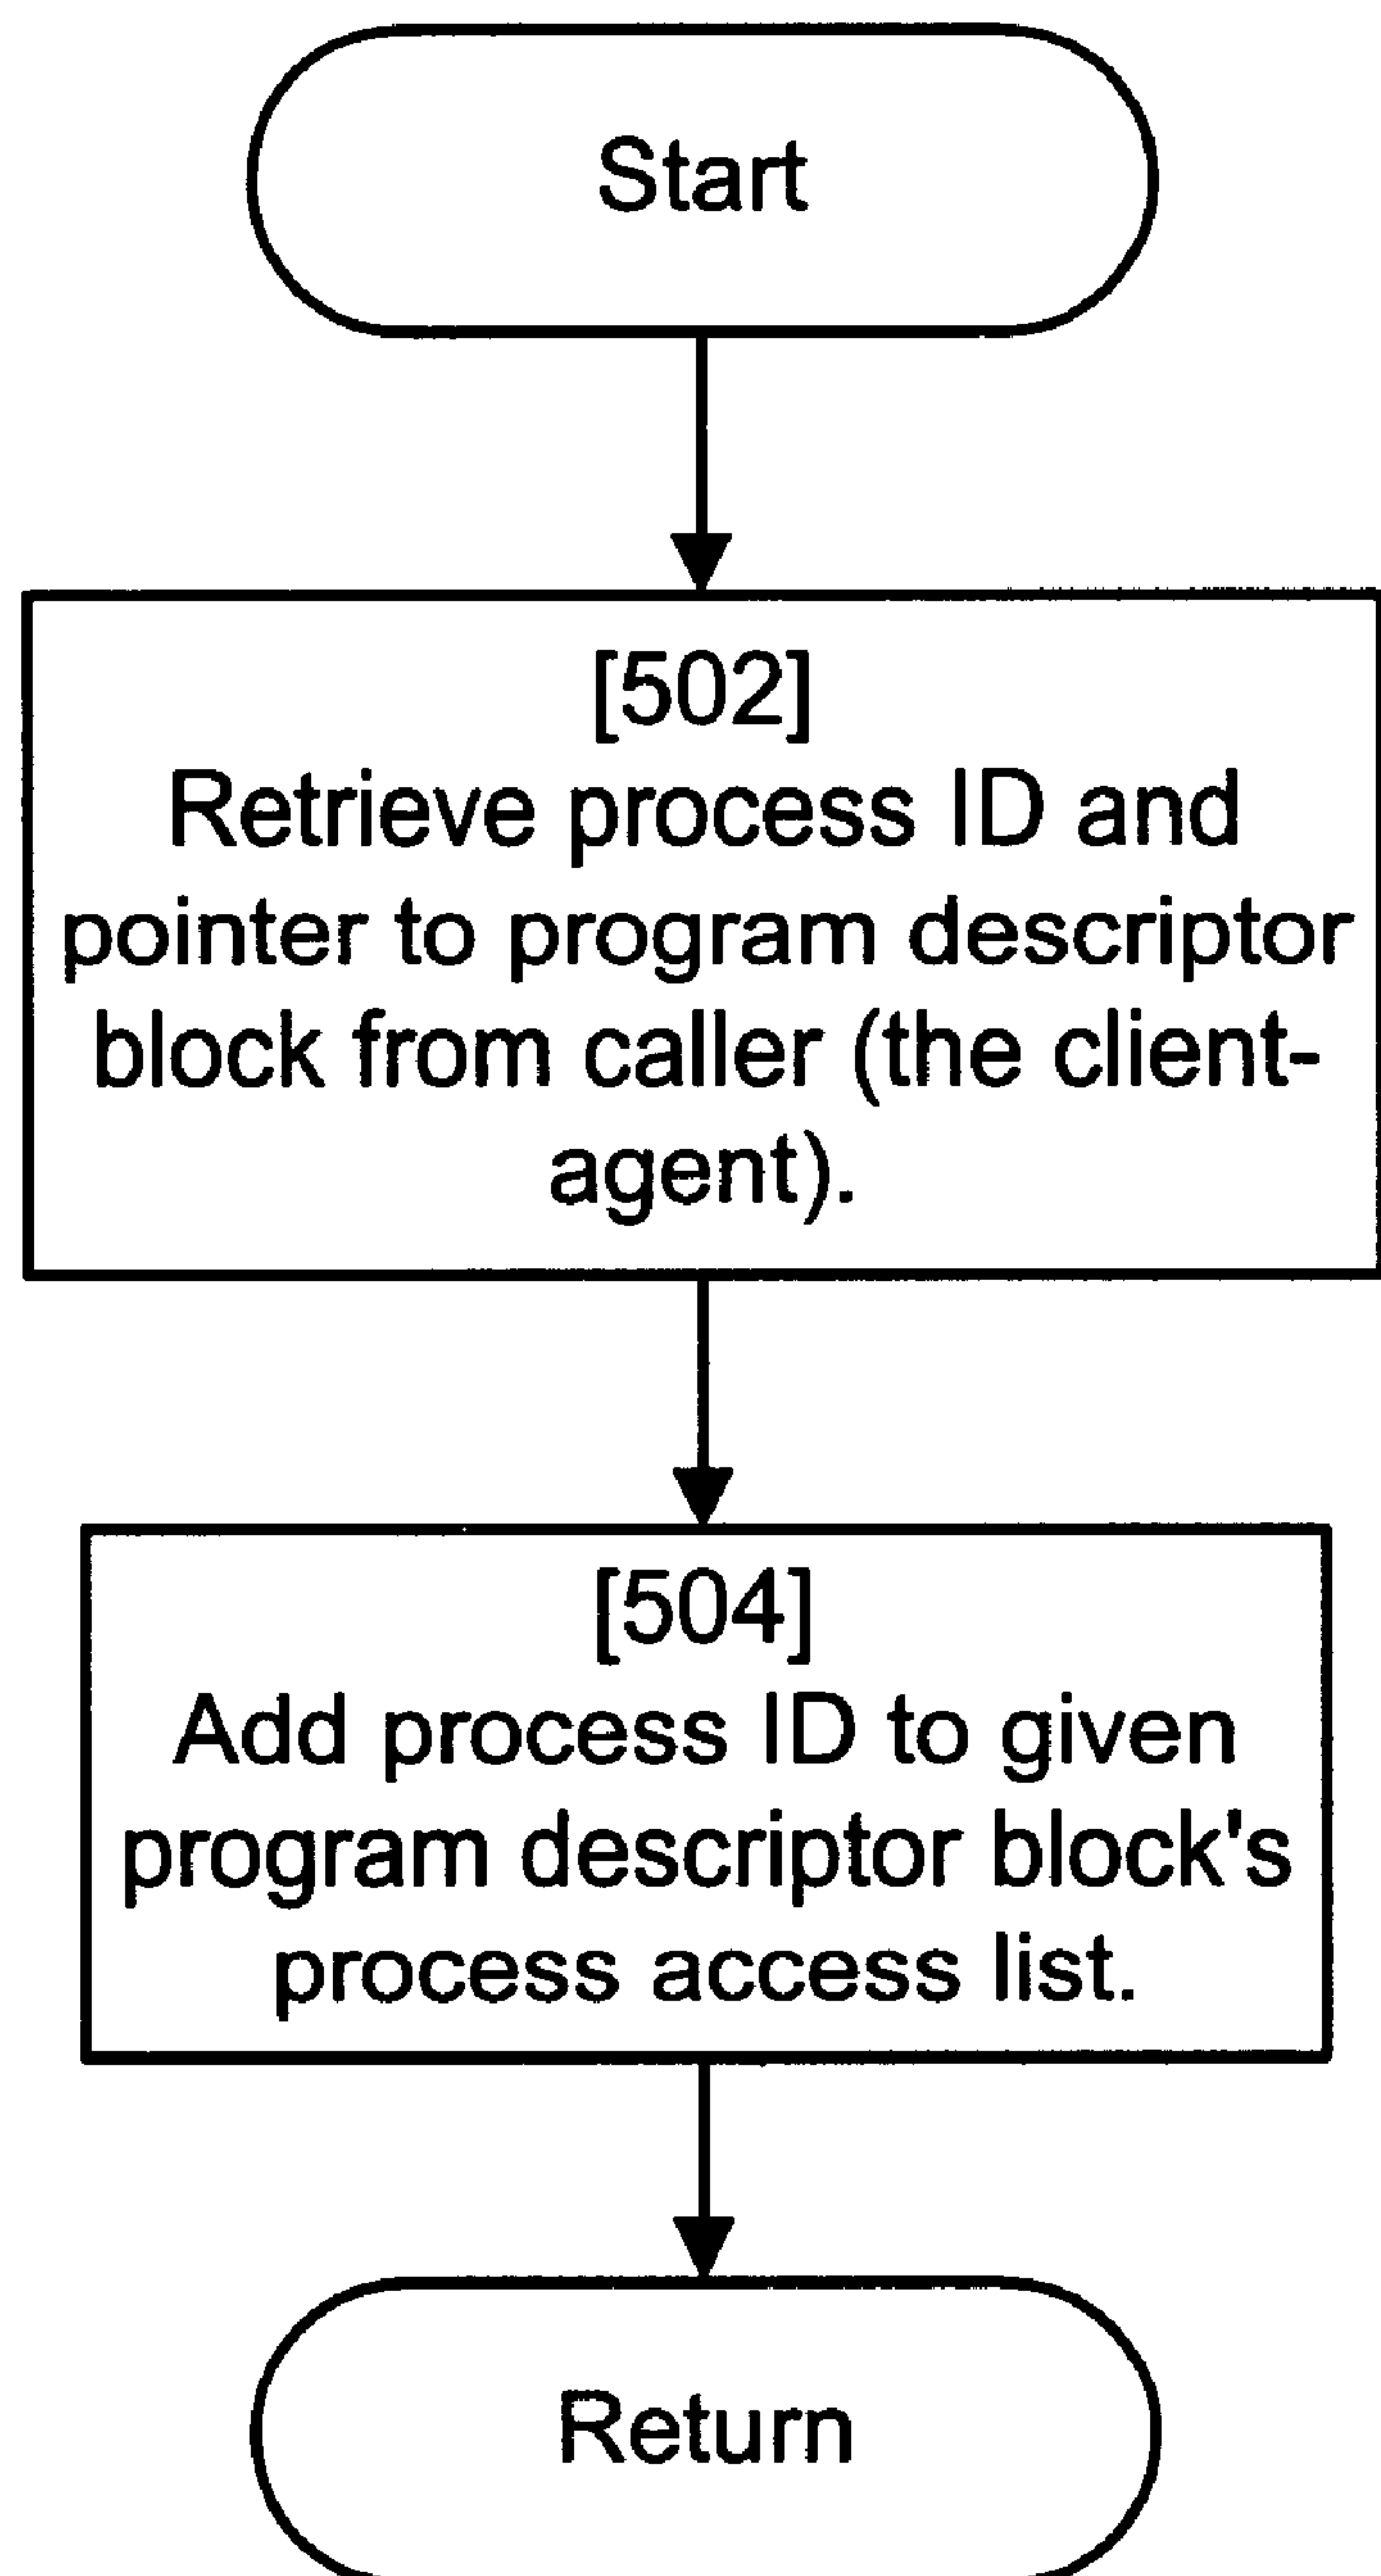 Start
[502]
Retrieve process ID and
pointer to program descriptor
block from caller (the client-
agent).
[504]
Add process ID to given
program descriptor block's
process access list.
Return